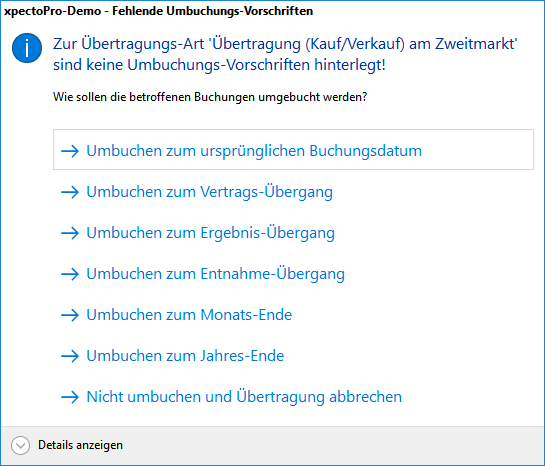 xpectoPro-Demo - Fehlende Umbuchungs-Vorschriften
Zur Übertragungs-Art 'Übertragung (Kauf/Verkauf) am Zweitmarkt'
sind keine Umbuchungs-Vorschriften hinterlegt!
Wie sollen die betroffenen Buchungen umgebucht werden?
Umbuchen zum ursprünglichen Buchungsdatum
Umbuchen zum Vertrags-Übergang
Umbuchen zum Ergebnis-Übergang
Umbuchen zum Entnahme-Übergang
Umbuchen zum Monats-Ende
Umbuchen zum Jahres-Ende
Nicht umbuchen und Übertragung abbrechen
Details anzeigen